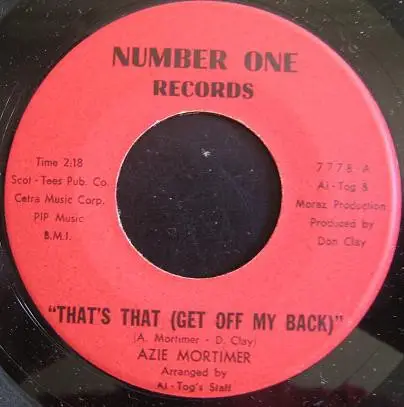 NUMBER ONE
RECORDS
Time 2:18
Scot-Tees Pub. Co.
Cetra Music Corp.
PIP Music
B.M.I.
7778-A
Al-Tog &
Moraz Production
Produced by
Don Clay
"THAT'S THAT (GET OFF MY BACK)"
(A. Mortimer - D. Clay)
AZIE MORTIMER
Arranged by
Al-Tog's Staff